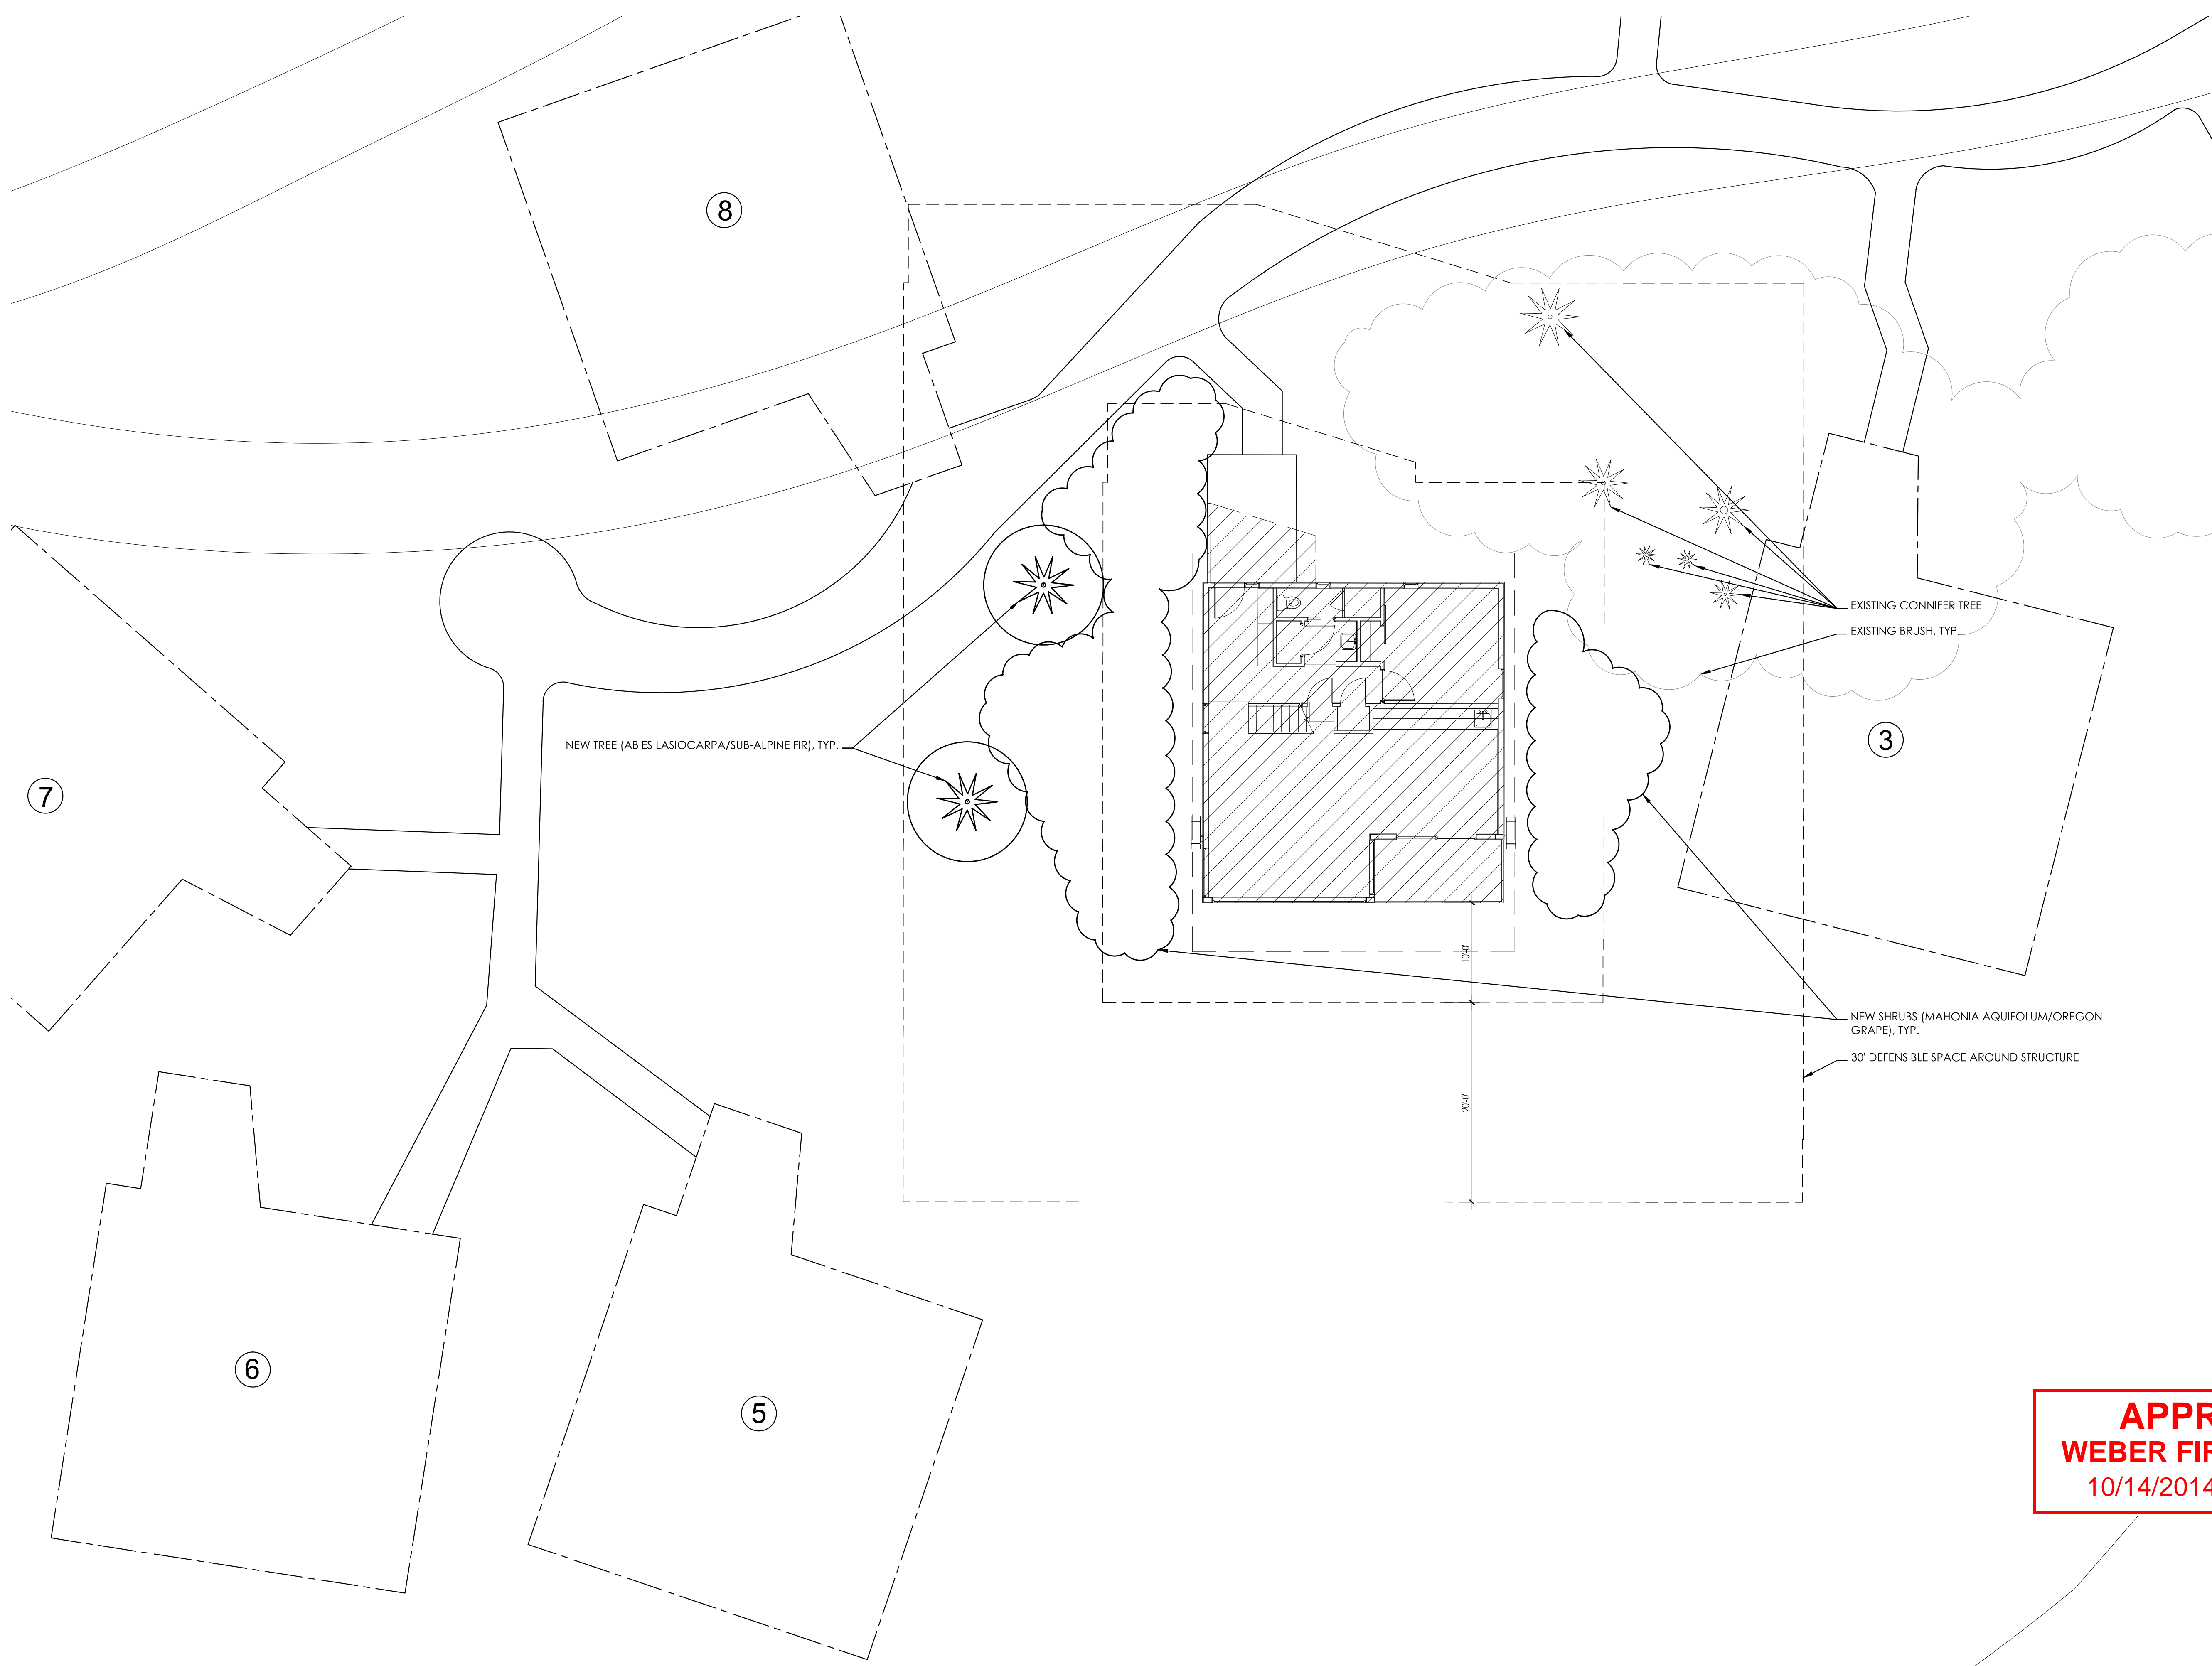 8
EXISTING CONNIFER TREE
EXISTING BRUSH, TYP.
3
NEW TREE (ABIES LASIOCARPA/SUB-ALPINE FIR), TYP.
7
10'-0"
NEW SHRUBS (MAHONIA AQUIFOLUM/OREGON
GRAPE), TYP.
30' DEFENSIBLE SPACE AROUND STRUCTURE
20'-0"
6
5
APPR
WEBER FIR
10/14/2014